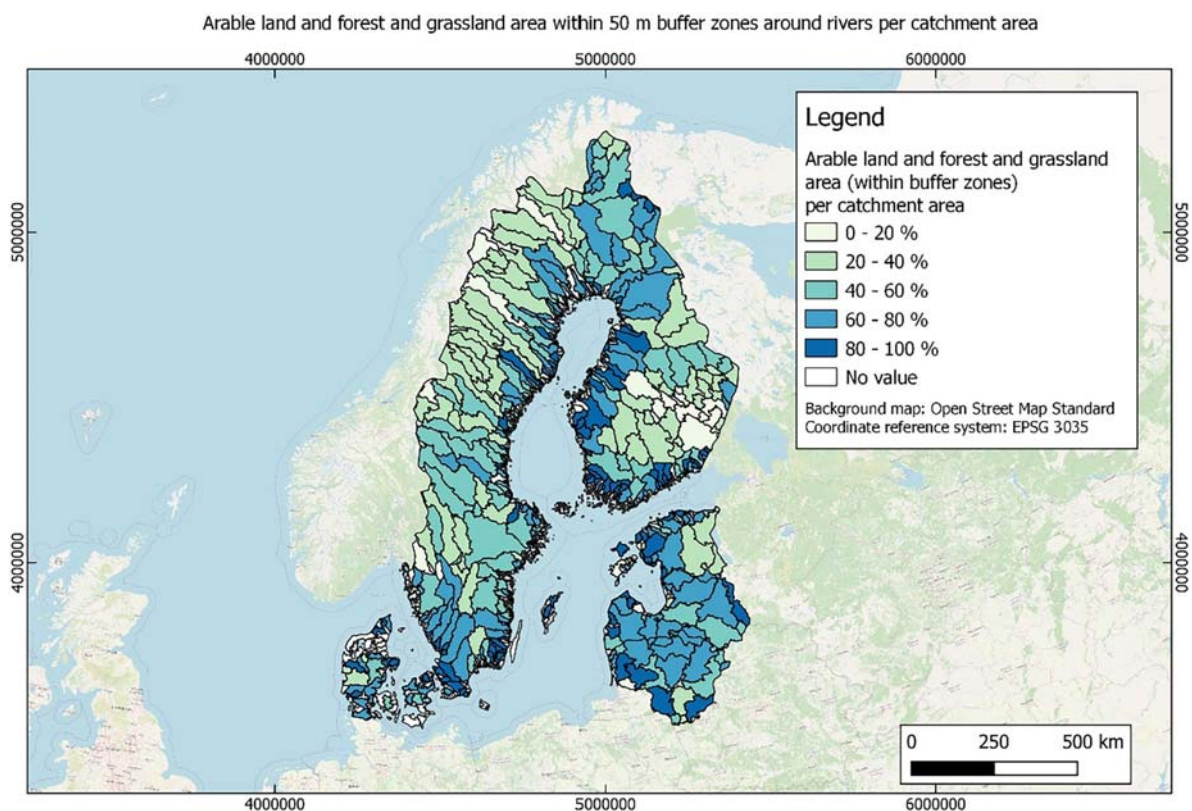 Arable land and forest and grassland area within 50 m buffer zones around rivers per catchment area
4000000 5000000 6000000
Legend
Arable land and forest and grassland
area (within buffer zones)
per catchment area
0 - 20 %
20 - 40 %
40 - 60 %
60 - 80 %
80 - 100 %
No value
Background map: Open Street Map Standard
Coordinate reference system: EPSG 3035
5000000 5000000
4000000 4000000
0 250 500 km
4000000 5000000 6000000